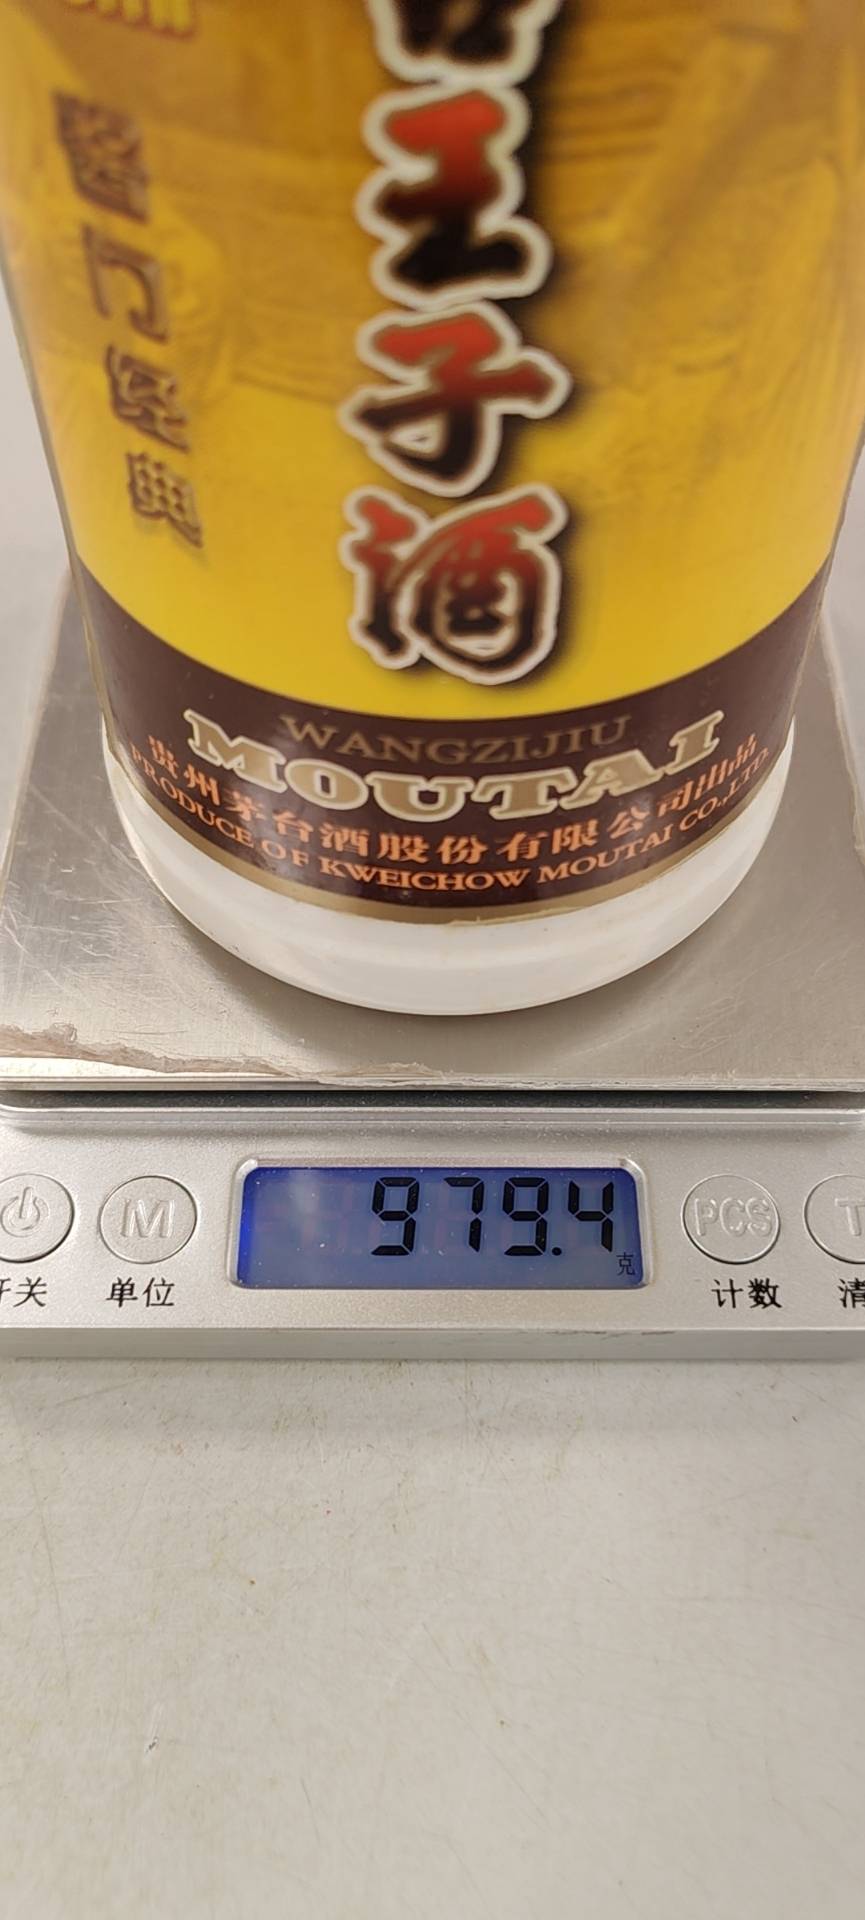 王子酒
酱门经典
WANGZIJIU
MOUTAI
贵州茅台酒股份有限公司出品
PRODUCE OF KWEICHOW MOUTAI CO.,LTD.
979.4
克
M
PCS
T
开关
单位
计数
清